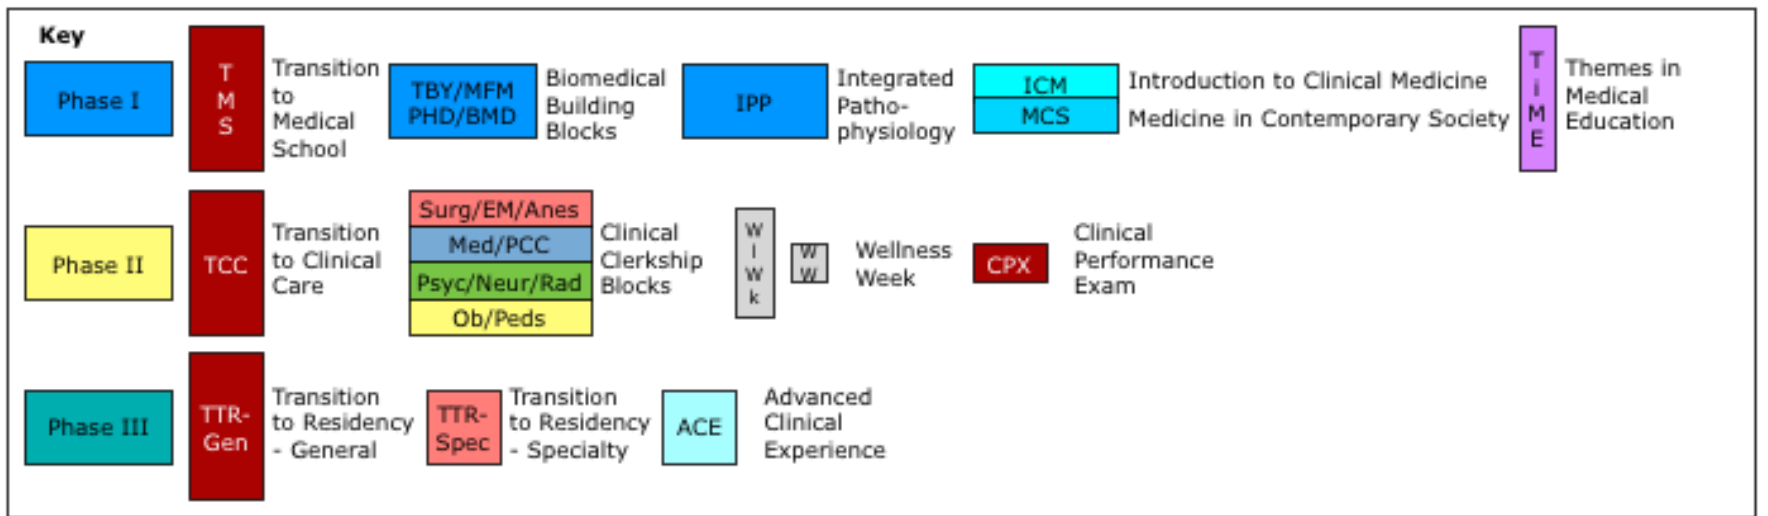 Key
Phase I
T
M
S
Transition
to
Medical
School
TBY/MFM
PHD/BMD
Biomedical
Building
Blocks
IPP
Integrated
Patho-
physiology
ICM
Introduction to Clinical Medicine
MCS
Medicine in Contemporary Society
T
i
M
E
Themes in
Medical
Education
Phase II
TCC
Transition
to Clinical
Care
Surg/EM/Anes
Med/PCC
Psyc/Neur/Rad
Ob/Peds
Clinical
Clerkship
Blocks
W
l
W
k
W
W
Wellness
Week
CPX
Clinical
Performance
Exam
Phase III
TTR-
Gen
Transition
to Residency
- General
TTR-
Spec
Transition
to Residency
- Specialty
ACE
Advanced
Clinical
Experience